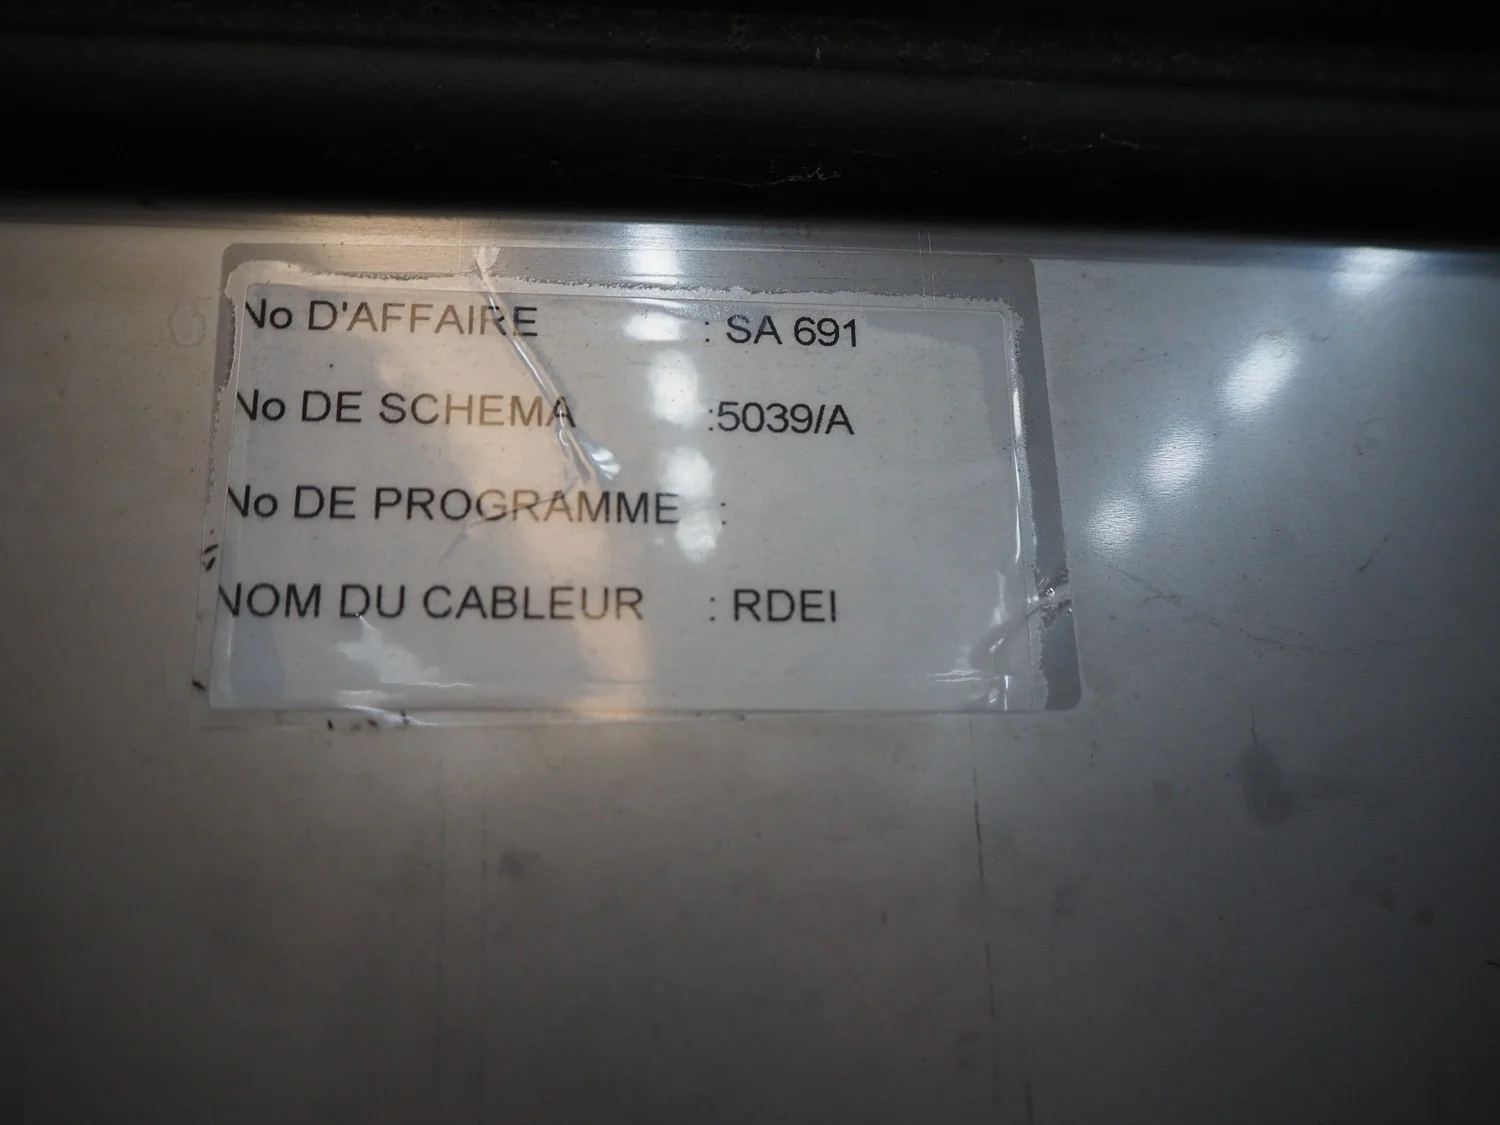 No D'AFFAIRE : SA 691
No DE SCHEMA :5039/A
No DE PROGRAMME :
NOM DU CABLEUR : RDEI